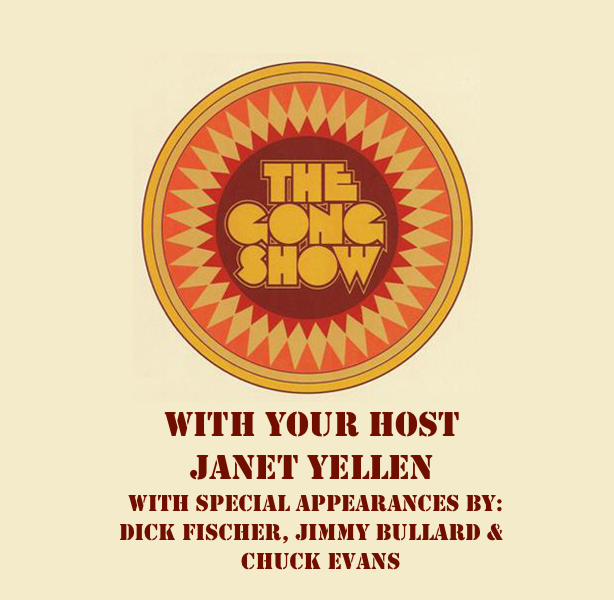 THE
GONG
SHOW
WITH YOUR HOST
JANET YELLEN
WITH SPECIAL APPEARANCES BY:
DICK FISCHER, JIMMY BULLARD &
CHUCK EVANS